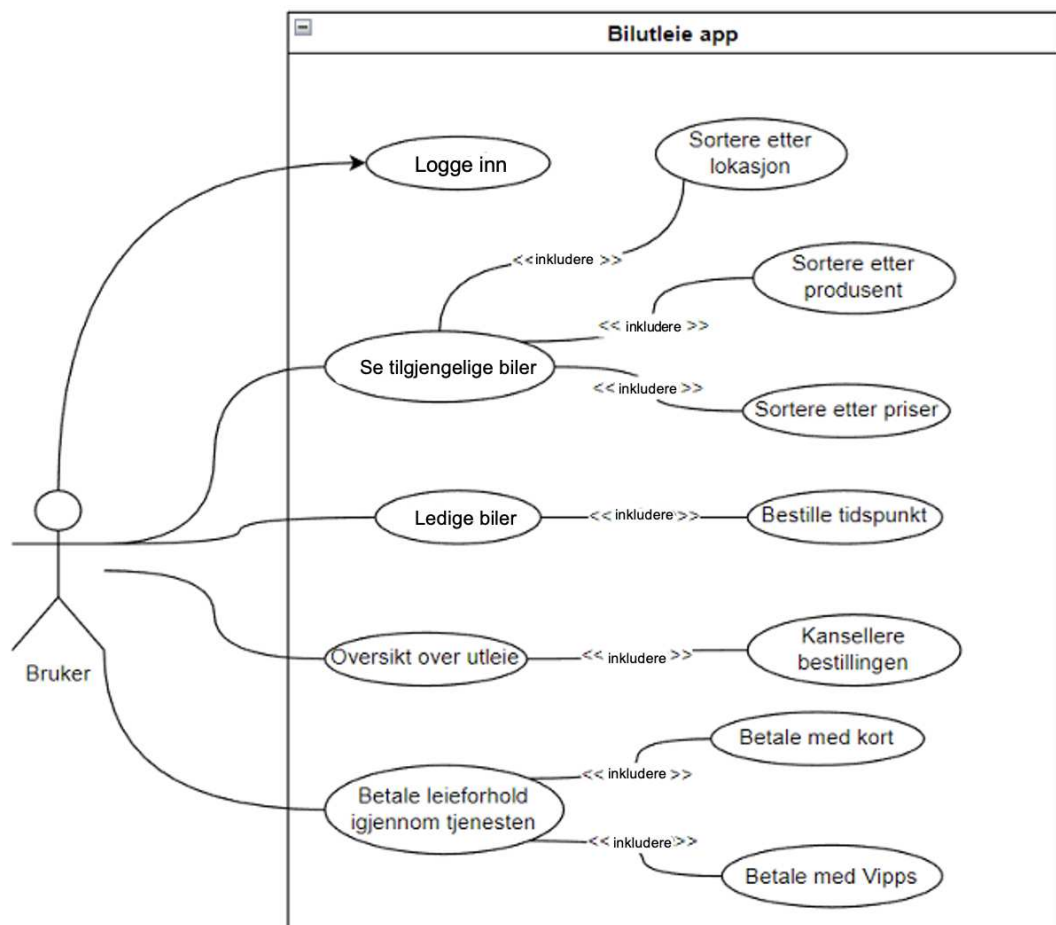 Bilutleie app
Logge inn
Sortere etter
lokasjon
<<inkludere >>
Sortere etter
produsent
<< inkludere >>
Se tilgjengelige biler
<< inkludere >>
Sortere etter priser
Ledige biler
<< inkludere>>
Bestille tidspunkt
Bruker
Oversikt over utleie
<< inkludere >>
Kansellere
bestillingen
Betale med kort
<< inkludere >>
Betale leieforhold
igjennom tjenesten
<< inkludere>>
Betale med Vipps